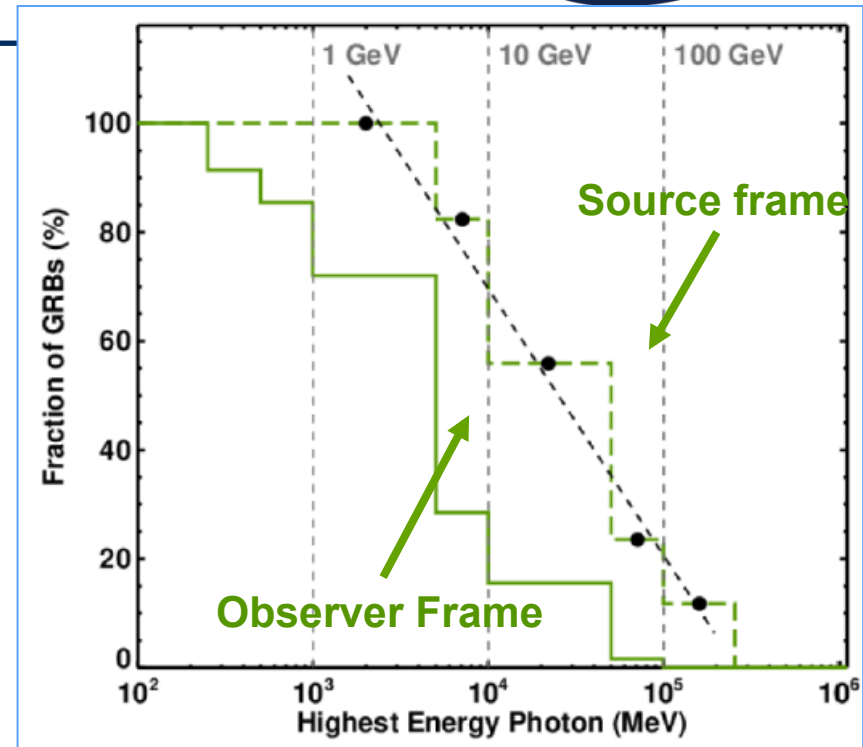 1 GeV 10 GeV 100 GeV
100
80
60
40
20
0
Fraction of GRBs (%)
Source frame
Observer Frame
10² 10³ 10⁴ 10⁵ 10⁶
Highest Energy Photon (MeV)